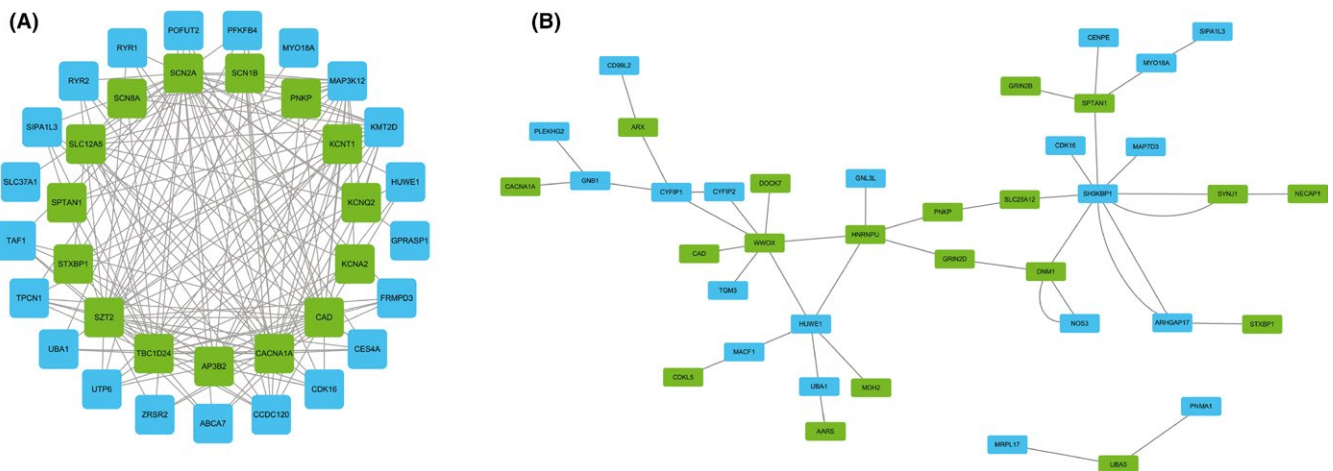 (A)
POFUT2
PFKFB4
RYR1
MYO18A
RYR2
SCN2A
SCN1B
MAP3K12
SCN8A
PNKP
SIPA1L3
KMT2D
SLC12A5
KCNT1
SLC37A1
HUWE1
SPTAN1
KCNQ2
TAF1
GPRASP1
STXBP1
KCNA2
TPCN1
FRMPD3
SZT2
CAD
UBA1
TBC1D24
AP3B2
CACNA1A
CES4A
UTP6
CDK16
ZRSR2
ABCA7
CCDC120
(B)
SIPA1L3
CENPE
CD99L2
MYO18A
GRIN2B
SPTAN1
ARX
PLEKHG2
CDK16
MAP7D3
CACNA1A
GNB1
CYFIP1
CYFIP2
DOCK7
GNL3L
SLC25A12
SH3KBP1
SYNJ1
NECAP1
PNKP
WWOX
HNRNPU
CAD
GRIN2D
DNM1
TGM3
HUWE1
NOS3
ARHGAP17
STXBP1
MACF1
CDKL5
UBA1
MDH2
AARS
PNMA1
MRPL17
UBA5